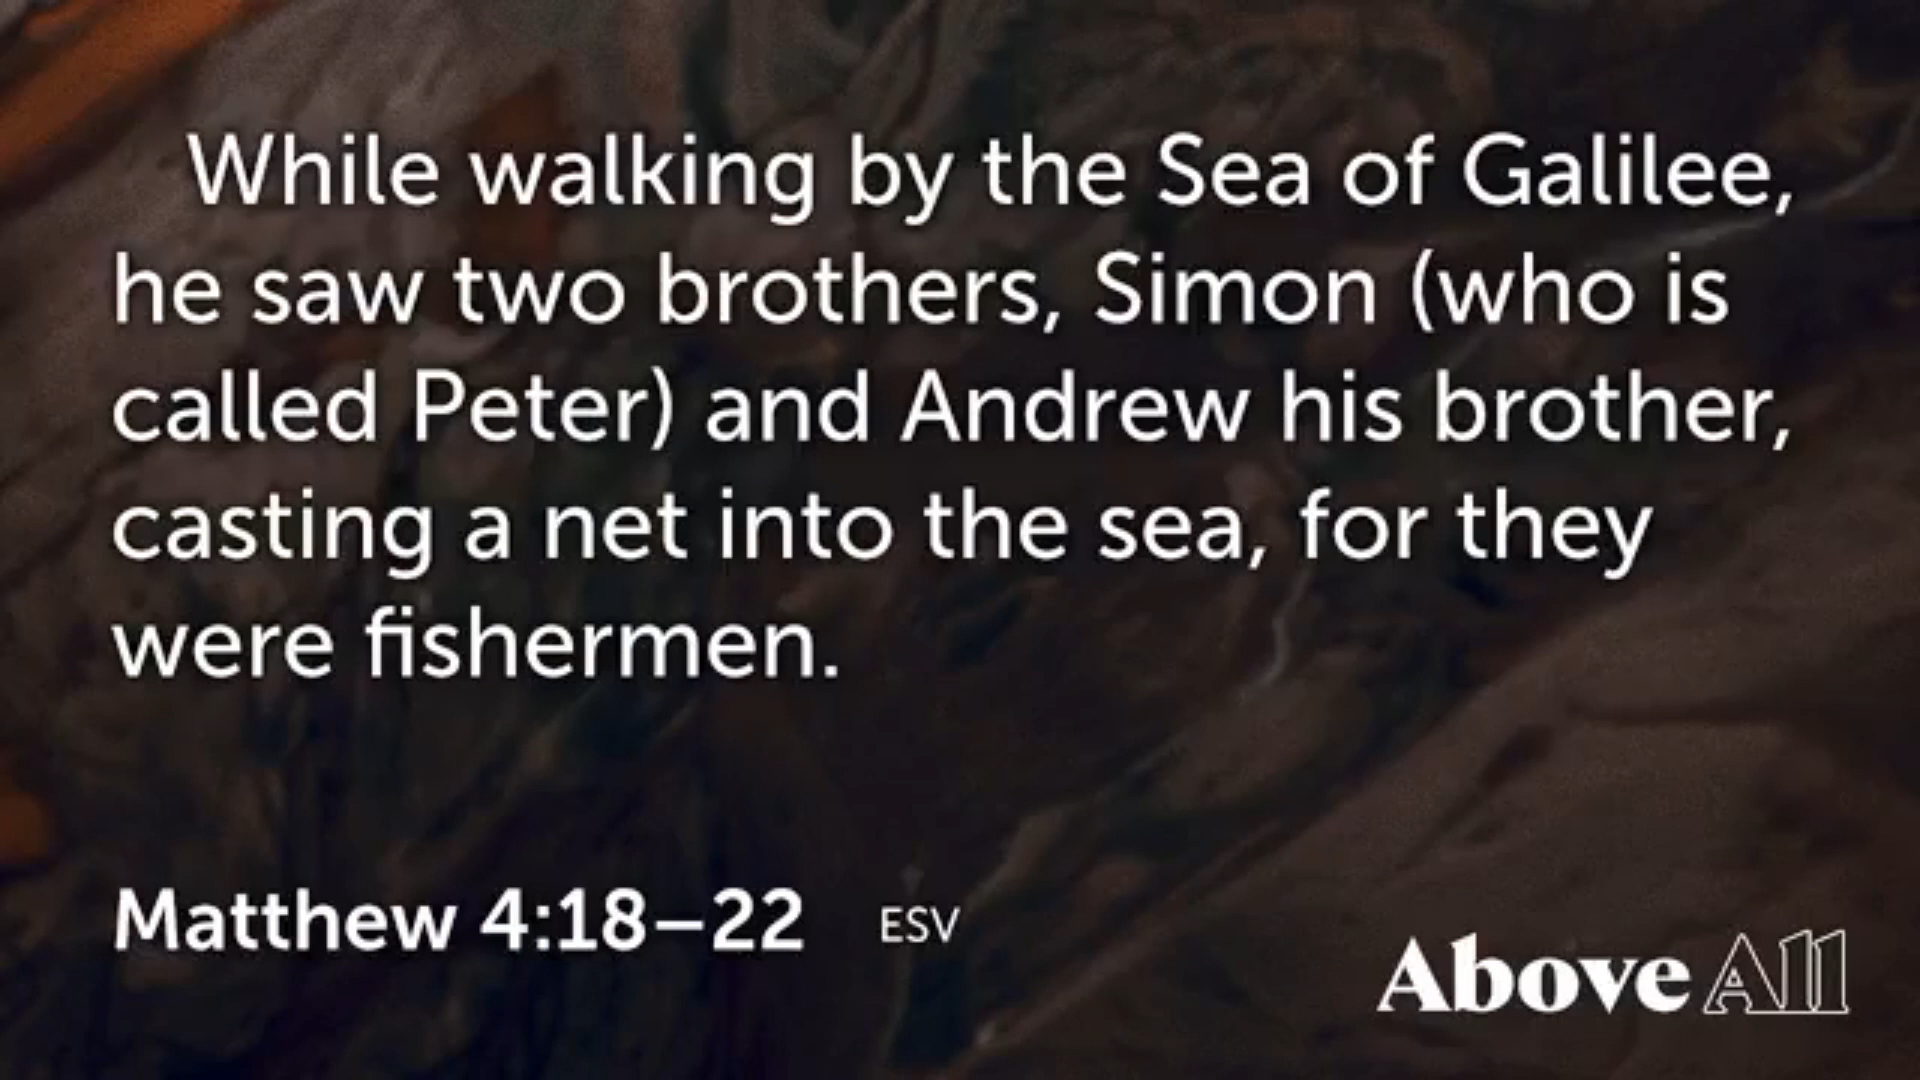 While walking by the Sea of Galilee,
he saw two brothers, Simon (who is
called Peter) and Andrew his brother,
casting a net into the sea, for they
were fishermen.
Matthew 4:18–22 ESV
Above All